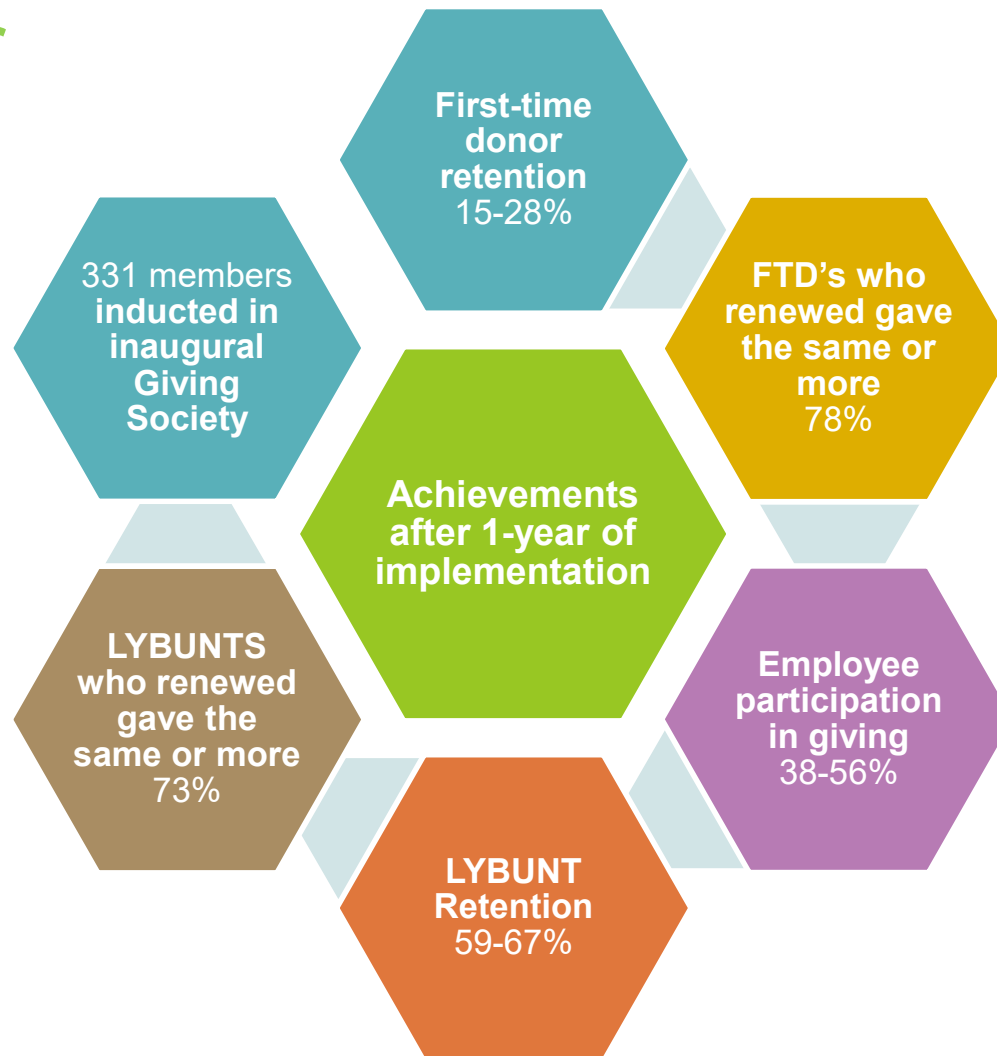 First-time
donor
retention
15-28%
331 members
inducted in
inaugural
Giving
Society
FTD's who
renewed gave
the same or
more
78%
Achievements
after 1-year of
implementation
LYBUNTS
who renewed
gave the
same or more
73%
Employee
participation
in giving
38-56%
LYBUNT
Retention
59-67%